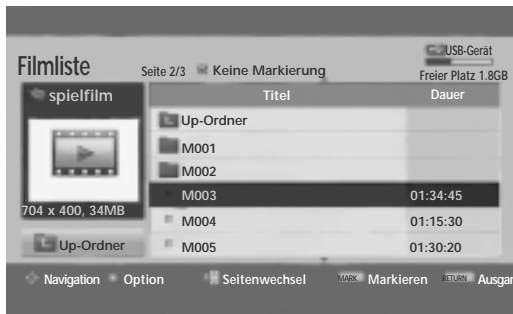 USB-Gerät
Filmliste Seite 2/3 Keine Markierung Freier Platz 1.8GB
spielfilm Titel Dauer
Up-Ordner
M001
M002
M003 01:34:45
704 x 400, 34MB M004 01:15:30
Up-Ordner M005 01:30:20
Navigation Option Seitenwechsel MARK Markieren RETURN Ausgar